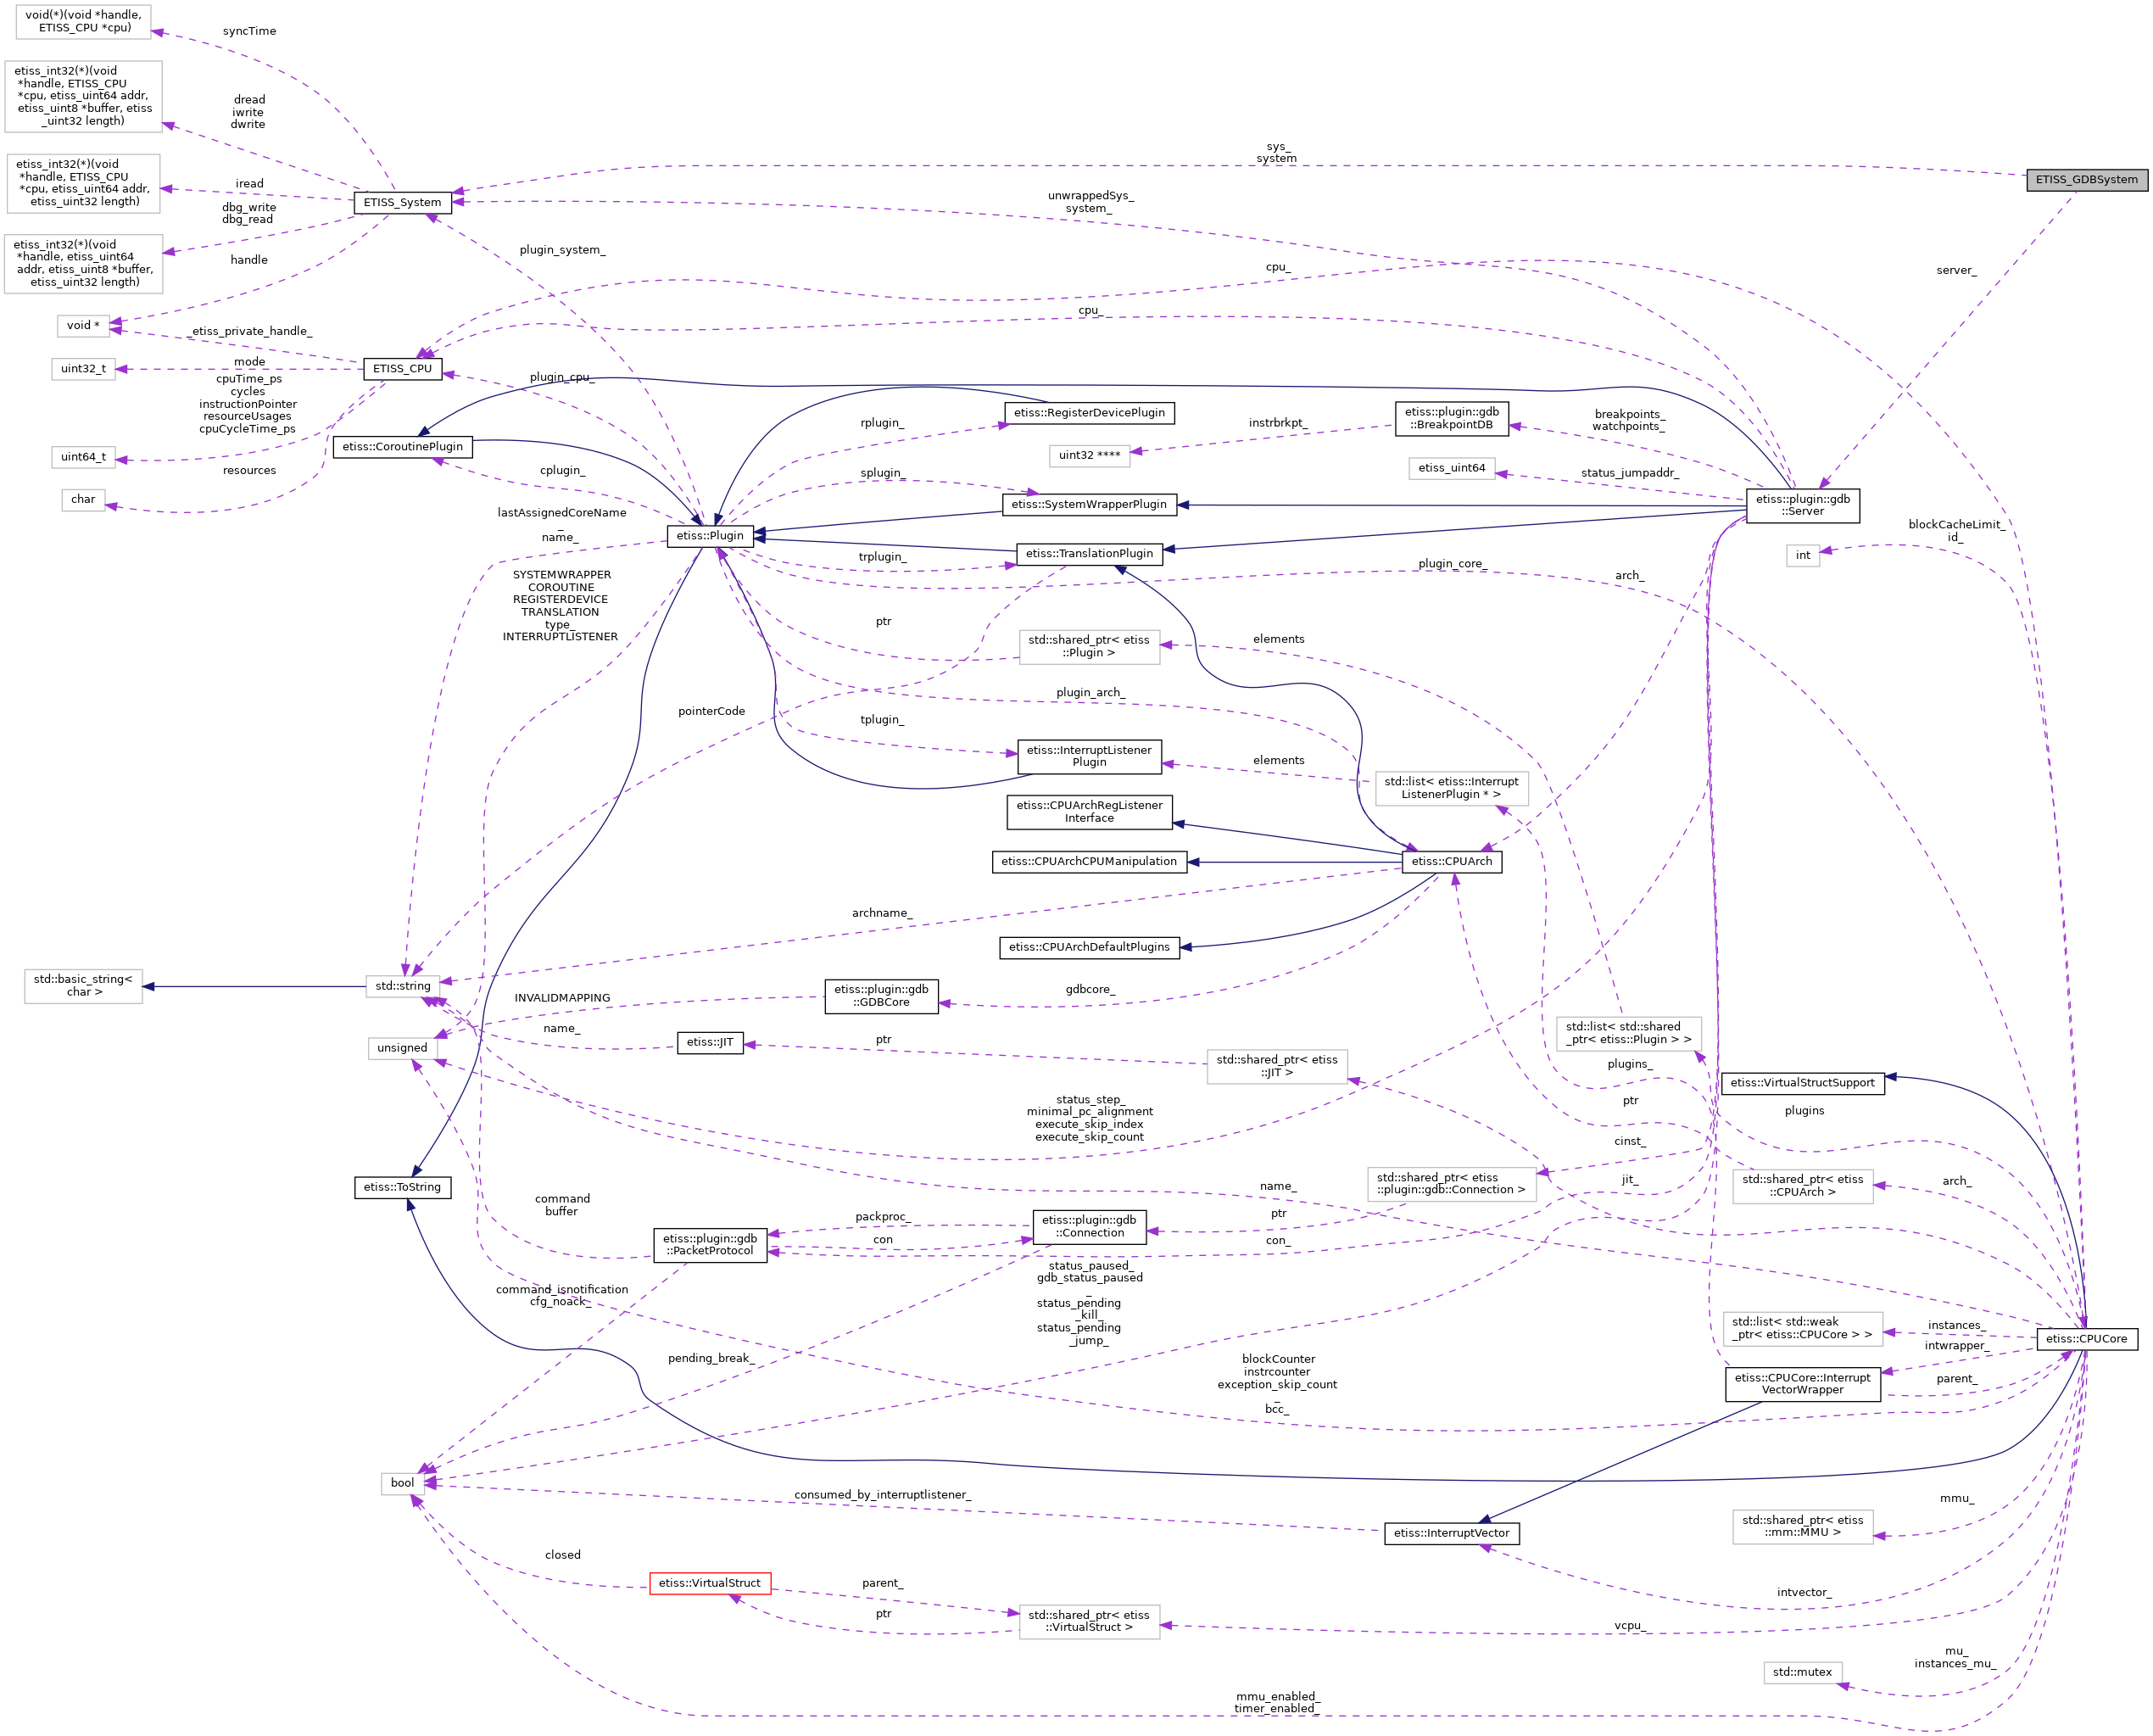 void(*)(void *handle,
ETISS_CPU *cpu)
syncTime
etiss_int32(*)(void
*handle, ETISS_CPU
*cpu, etiss_uint64 addr,
etiss_uint8 *buffer, etiss
_uint32 length)
dread
iwrite
dwrite
etiss_int32(*)(void
*handle, ETISS_CPU
*cpu, etiss_uint64 addr,
etiss_uint32 length)
iread
ETISS_System
dbg_write
dbg_read
etiss_int32(*)(void
*handle, etiss_uint64
addr, etiss_uint8 *buffer,
etiss_uint32 length)
handle
void *
_etiss_private_handle_
uint32_t
mode
ETISS_CPU
cpuTime_ps
cycles
instructionPointer
resourceUsages
cpuCycleTime_ps
uint64_t
resources
char
sys_
system
ETISS_GDBSystem
unwrappedSys_
system_
plugin_system_
cpu_
server_
cpu_
plugin_cpu_
etiss::CoroutinePlugin
etiss::RegisterDevicePlugin
rplugin_
etiss::plugin::gdb
::BreakpointDB
instrbrkpt_
uint32 ****
breakpoints_
watchpoints_
cplugin_
splugin_
etiss_uint64
status_jumpaddr_
etiss::plugin::gdb
::Server
etiss::SystemWrapperPlugin
lastAssignedCoreName
_
name_
etiss::Plugin
blockCacheLimit_
id_
int
etiss::TranslationPlugin
trplugin_
plugin_core_
arch_
SYSTEMWRAPPER
COROUTINE
REGISTERDEVICE
TRANSLATION
type_
INTERRUPTLISTENER
ptr
std::shared_ptr< etiss
::Plugin >
elements
plugin_arch_
pointerCode
tplugin_
etiss::InterruptListener
Plugin
elements
std::list< etiss::Interrupt
ListenerPlugin * >
etiss::CPUArchRegListener
Interface
etiss::CPUArchCPUManipulation
etiss::CPUArch
archname_
etiss::CPUArchDefaultPlugins
std::basic_string<
char >
std::string
gdbcore_
etiss::plugin::gdb
::GDBCore
INVALIDMAPPING
unsigned
name_
etiss::JIT
ptr
std::shared_ptr< etiss
::JIT >
std::list< std::shared
_ptr< etiss::Plugin > >
plugins_
etiss::VirtualStructSupport
plugins
ptr
status_step_
minimal_pc_alignment
execute_skip_index
execute_skip_count
cinst_
etiss::ToString
name_
std::shared_ptr< etiss
::plugin::gdb::Connection >
jit_
std::shared_ptr< etiss
::CPUArch >
arch_
command
buffer
packproc_
etiss::plugin::gdb
::Connection
ptr
etiss::plugin::gdb
::PacketProtocol
con
con_
status_paused_
gdb_status_paused
_
status_pending
_kill_
status_pending
_jump_
command_isnotification
cfg_noack_
std::list< std::weak
_ptr< etiss::CPUCore > >
instances_
etiss::CPUCore
intwrapper_
pending_break_
blockCounter
instrcounter
exception_skip_count
_
bcc_
etiss::CPUCore::Interrupt
VectorWrapper
parent_
bool
consumed_by_interruptlistener_
etiss::InterruptVector
mmu_
std::shared_ptr< etiss
::mm::MMU >
closed
etiss::VirtualStruct
parent_
ptr
std::shared_ptr< etiss
::VirtualStruct >
intvector_
vcpu_
std::mutex
mu_
instances_mu_
mmu_enabled_
timer_enabled_